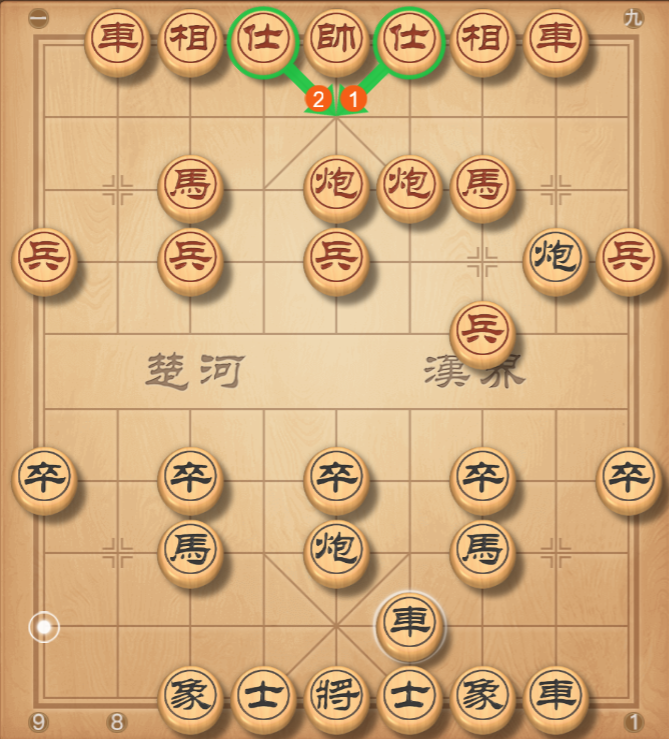 一 九
車 相 仕 帥 仕 相 車
2 1
馬 炮 炮 馬
兵 兵 兵 炮 兵
兵
楚河 漢界
卒 卒 卒 卒 卒
馬 炮 馬
車
象 士 将 士 象 車
9 8 1